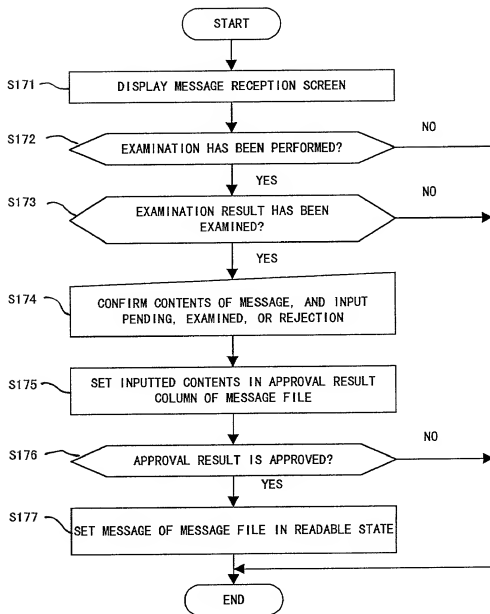 START
S171
DISPLAY MESSAGE RECEPTION SCREEN
S172
NO
EXAMINATION HAS BEEN PERFORMED?
YES
S173
NO
EXAMINATION RESULT HAS BEEN
EXAMINED?
YES
S174
CONFIRM CONTENTS OF MESSAGE, AND INPUT
PENDING, EXAMINED, OR REJECTION
S175
SET INPUTTED CONTENTS IN APPROVAL RESULT
COLUMN OF MESSAGE FILE
S176
NO
APPROVAL RESULT IS APPROVED?
YES
S177
SET MESSAGE OF MESSAGE FILE IN READABLE STATE
END